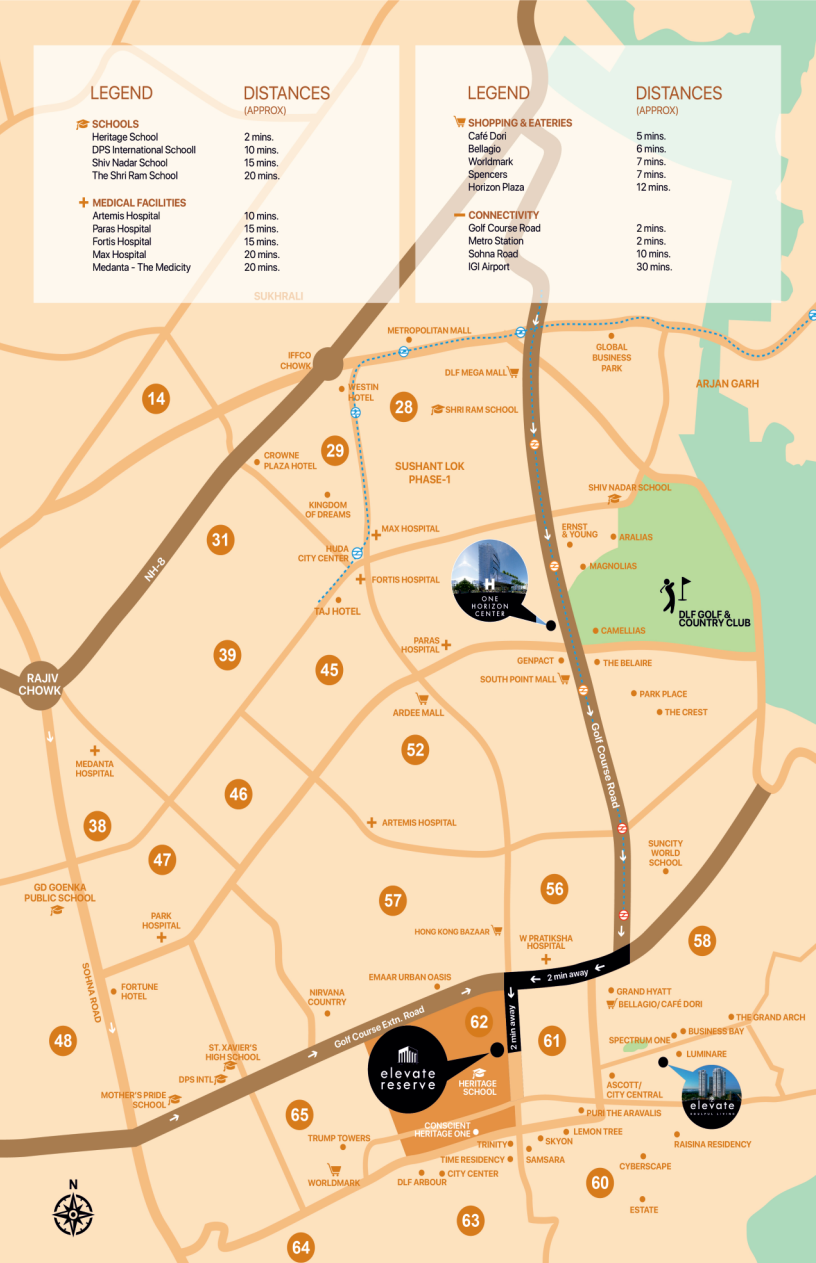 LEGEND
DISTANCES
(APPROX)
SCHOOLS
Heritage School 2 mins.
DPS International Schooll 10 mins.
Shiv Nadar School 15 mins.
The Shri Ram School 20 mins.
MEDICAL FACILITIES
Artemis Hospital 10 mins.
Paras Hospital 15 mins.
Fortis Hospital 15 mins.
Max Hospital 20 mins.
Medanta - The Medicity 20 mins.
LEGEND
DISTANCES
(APPROX)
SHOPPING & EATERIES
Café Dori 5 mins.
Bellagio 6 mins.
Worldmark 7 mins.
Spencers 7 mins.
Horizon Plaza 12 mins.
CONNECTIVITY
Golf Course Road 2 mins.
Metro Station 2 mins.
Sohna Road 10 mins.
IGI Airport 30 mins.
SUKHRALI
METROPOLITAN MALL
IFFCO
CHOWK
GLOBAL
BUSINESS
PARK
DLF MEGA MALL
ARJAN GARH
WESTIN
HOTEL
14
28
SHRI RAM SCHOOL
29
CROWNE
PLAZA HOTEL
SUSHANT LOK
PHASE-1
SHIV NADAR SCHOOL
KINGDOM
OF DREAMS
31
MAX HOSPITAL
ERNST
& YOUNG
ARALIAS
HUDA
CITY CENTER
NH-8
FORTIS HOSPITAL
MAGNOLIAS
H
ONE
HORIZON
CENTER
TAJ HOTEL
DLF GOLF &
COUNTRY CLUB
CAMELLIAS
PARAS
HOSPITAL
39
45
GENPACT
THE BELAIRE
RAJIV
CHOWK
SOUTH POINT MALL
PARK PLACE
ARDEE MALL
THE CREST
52
Golf Course Road
MEDANTA
HOSPITAL
46
38
ARTEMIS HOSPITAL
47
SUNCITY
WORLD
SCHOOL
GD GOENKA
PUBLIC SCHOOL
57
56
PARK
HOSPITAL
HONG KONG BAZAAR
W PRATIKSHA
HOSPITAL
58
SOHNA ROAD
2 min away
EMAAR URBAN OASIS
FORTUNE
HOTEL
NIRVANA
COUNTRY
GRAND HYATT
BELLAGIO/ CAFÉ DORI
Golf Course Extn. Road
62
2 min away
THE GRAND ARCH
48
61
SPECTRUM ONE
BUSINESS BAY
ST. XAVIER'S
HIGH SCHOOL
LUMINARE
elevate
reserve
DPS INTL
HERITAGE
SCHOOL
ASCOTT/
CITY CENTRAL
MOTHER'S PRIDE
SCHOOL
elevate
SOULFUL LIVING
65
PURI THE ARAVALIS
CONSCIENT
HERITAGE ONE
LEMON TREE
TRUMP TOWERS
TRINITY
SKYON
RAISINA RESIDENCY
TIME RESIDENCY
SAMSARA
CYBERSCAPE
WORLDMARK
DLF ARBOUR
CITY CENTER
60
N
ESTATE
63
64